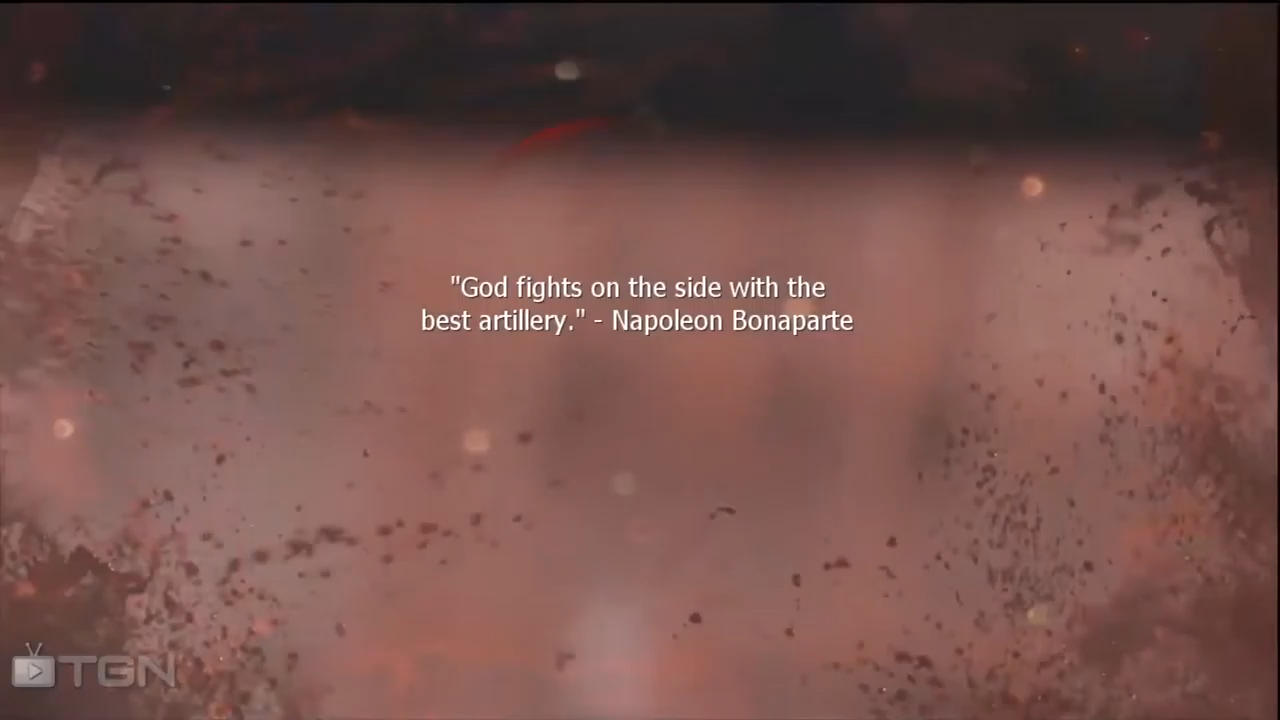 "God fights on the side with the
best artillery." - Napoleon Bonaparte
TGN